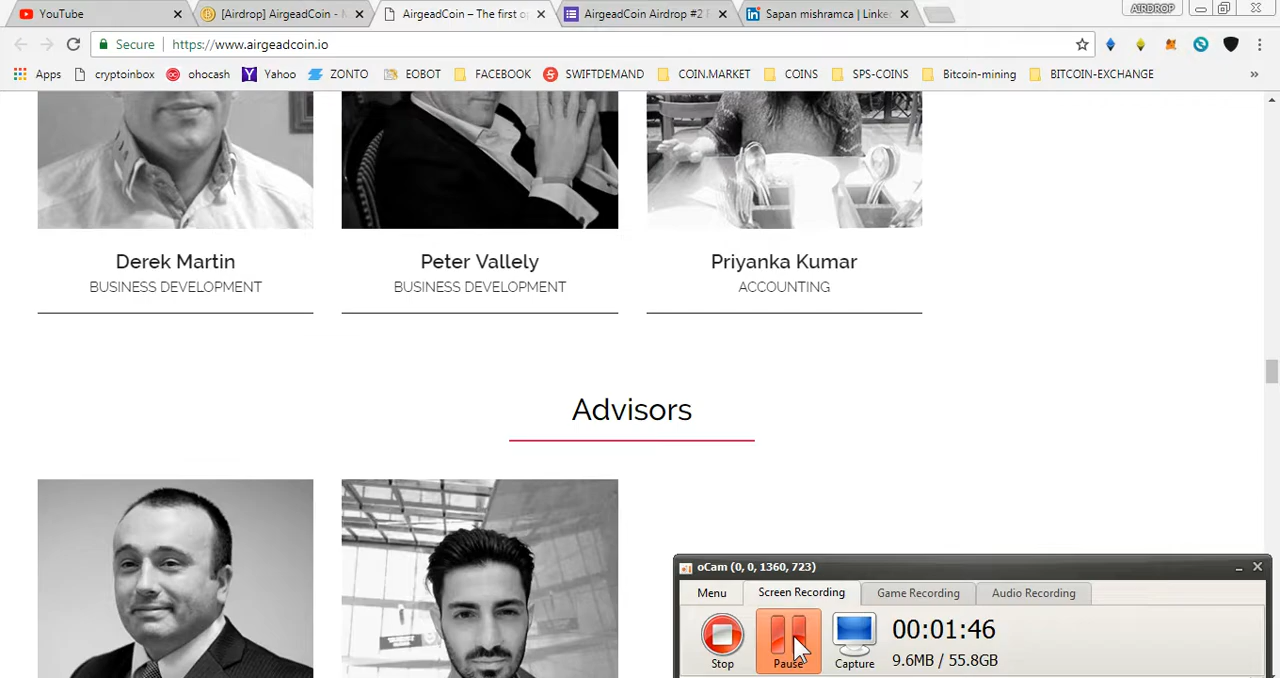 YouTube
[Airdrop] AirgeadCoin -
AirgeadCoin – The first o
AirgeadCoin Airdrop #2
Sapan mishramca | Linke
AIRDROP
Secure
https://www.airgeadcoin.io
Apps
cryptoinbox
ohocash
Yahoo
ZONTO
EOBOT
FACEBOOK
SWIFTDEMAND
COIN.MARKET
COINS
SPS-COINS
Bitcoin-mining
BITCOIN-EXCHANGE
»
Derek Martin
BUSINESS DEVELOPMENT
Peter Vallely
BUSINESS DEVELOPMENT
Priyanka Kumar
ACCOUNTING
Advisors
oCam (0, 0, 1360, 723)
Menu
Screen Recording
Game Recording
Audio Recording
Stop
Pause
Capture
00:01:46
9.6MB / 55.8GB